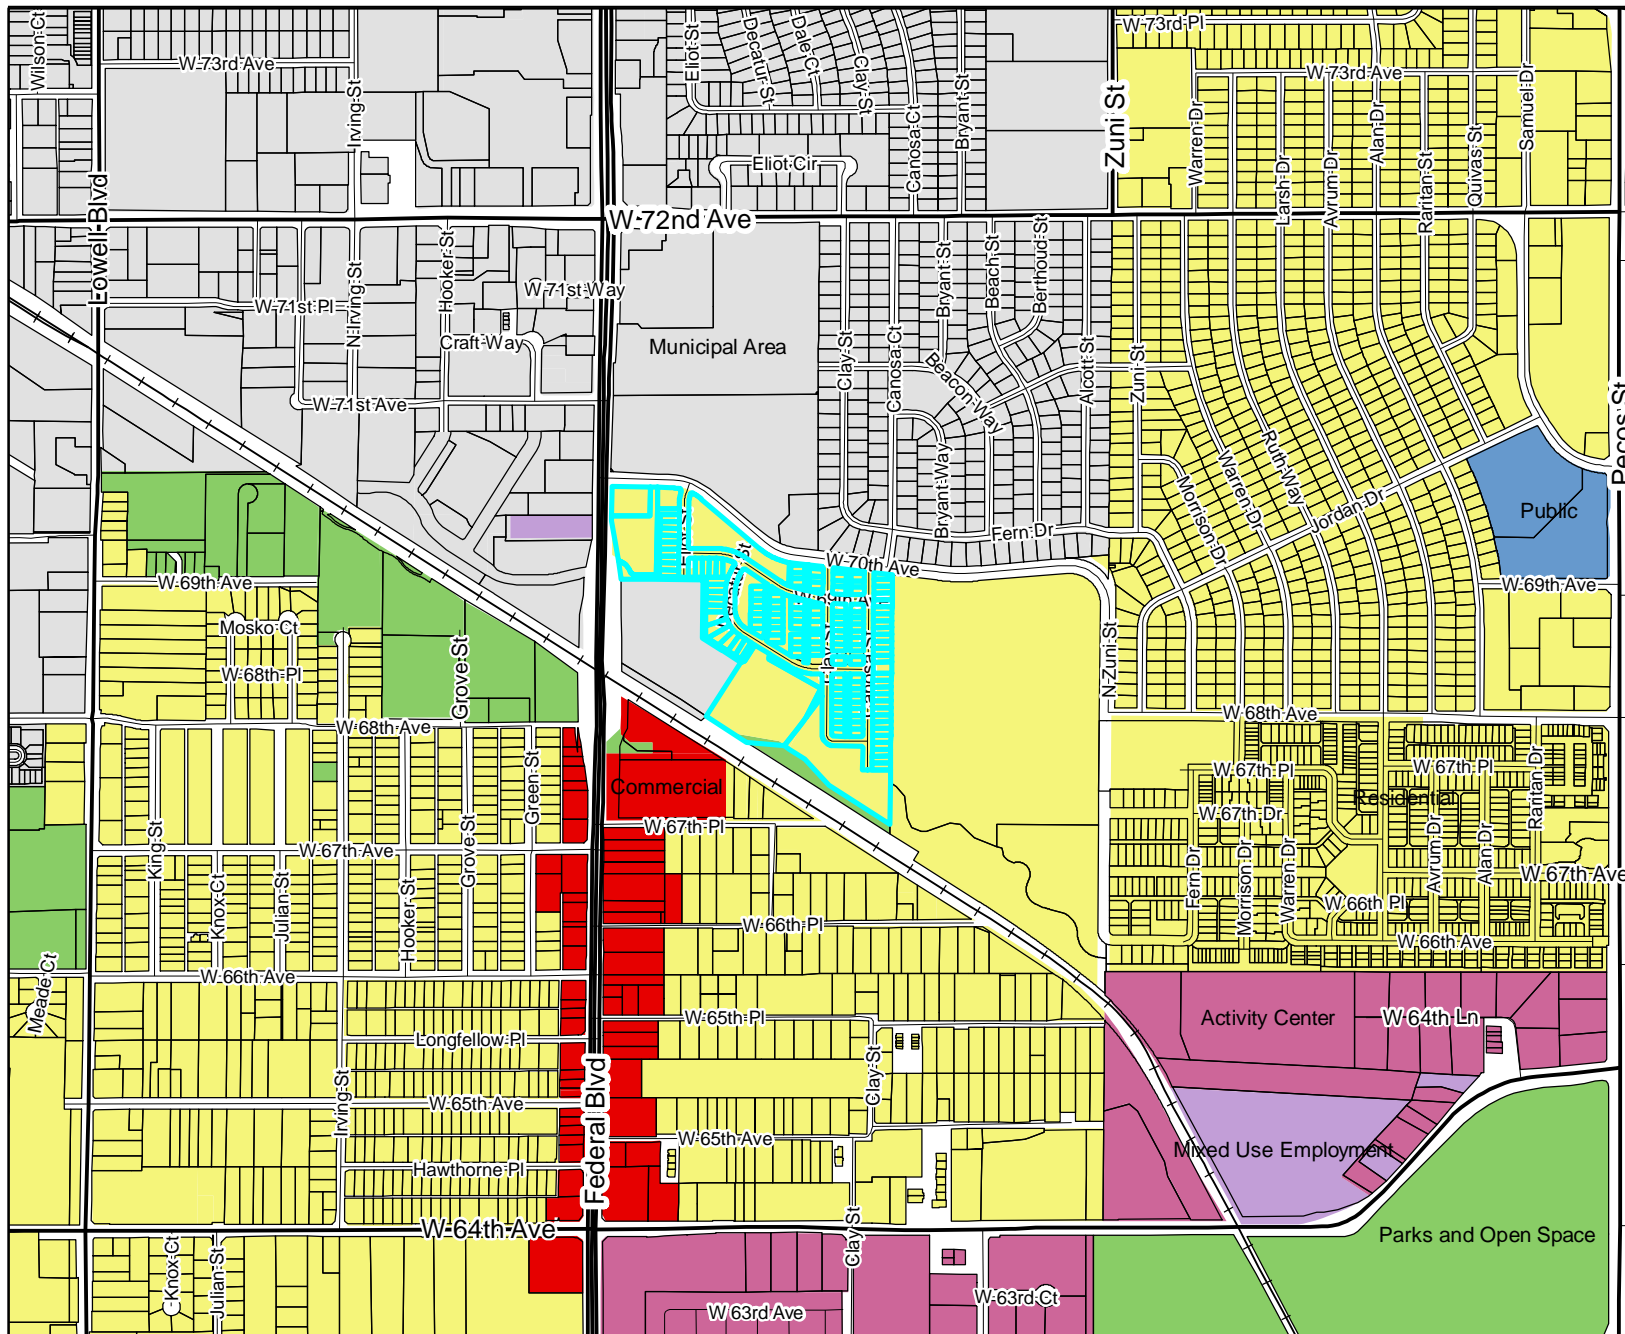 W 73rd Pl
Wilson Ct
W 73rd Ave
Irving St
Eliot St
Decatur St
Dale Ct
Clay St
Canosa Ct
Bryant St
Zuni St
W 73rd Ave
Warren Dr
Larsh Dr
Avrum Dr
Alan Dr
Raritan St
Quivas St
Samuel Dr
Eliot Cir
Lowell Blvd
W 72nd Ave
W 71st Pl
N Irving St
Hooker St
W 71st Way
Craft Way
W 71st Ave
Municipal Area
Clay St
Canosa Ct
Bryant St
Beach St
Berthoud St
Beacon Way
Alcott St
Zuni St
Bryant Way
Fern Dr
Morrison Dr
Warren Dr
Ruth Way
Jordan Dr
Pecos St
Public
W 70th Ave
W 69th Ave
W 69th Ave
W 69th Ave
Decatur St
Mosko Ct
W 68th Pl
Grove St
N Zuni St
W 68th Ave
W 68th Ave
Green St
Commercial
W 67th Pl
W 67th Pl
W 67th Pl
Residential
Raritan Dr
W 67th Dr
King St
W 67th Ave
Grove St
Knox Ct
Julian St
Hooker St
Fern Dr
Morrison Dr
Warren Dr
Avrum Dr
Alan Dr
W 67th Ave
W 66th Pl
W 66th Pl
W 66th Ave
W 66th Ave
Meade Ct
Longfellow Pl
W 65th Pl
Activity Center
W 64th Ln
Clay St
Irving St
W 65th Ave
Federal Blvd
W 65th Ave
Mixed Use Employment
Hawthorne Pl
W 64th Ave
Clay St
Parks and Open Space
Knox Ct
Julian St
W 63rd Ave
W 63rd Ct